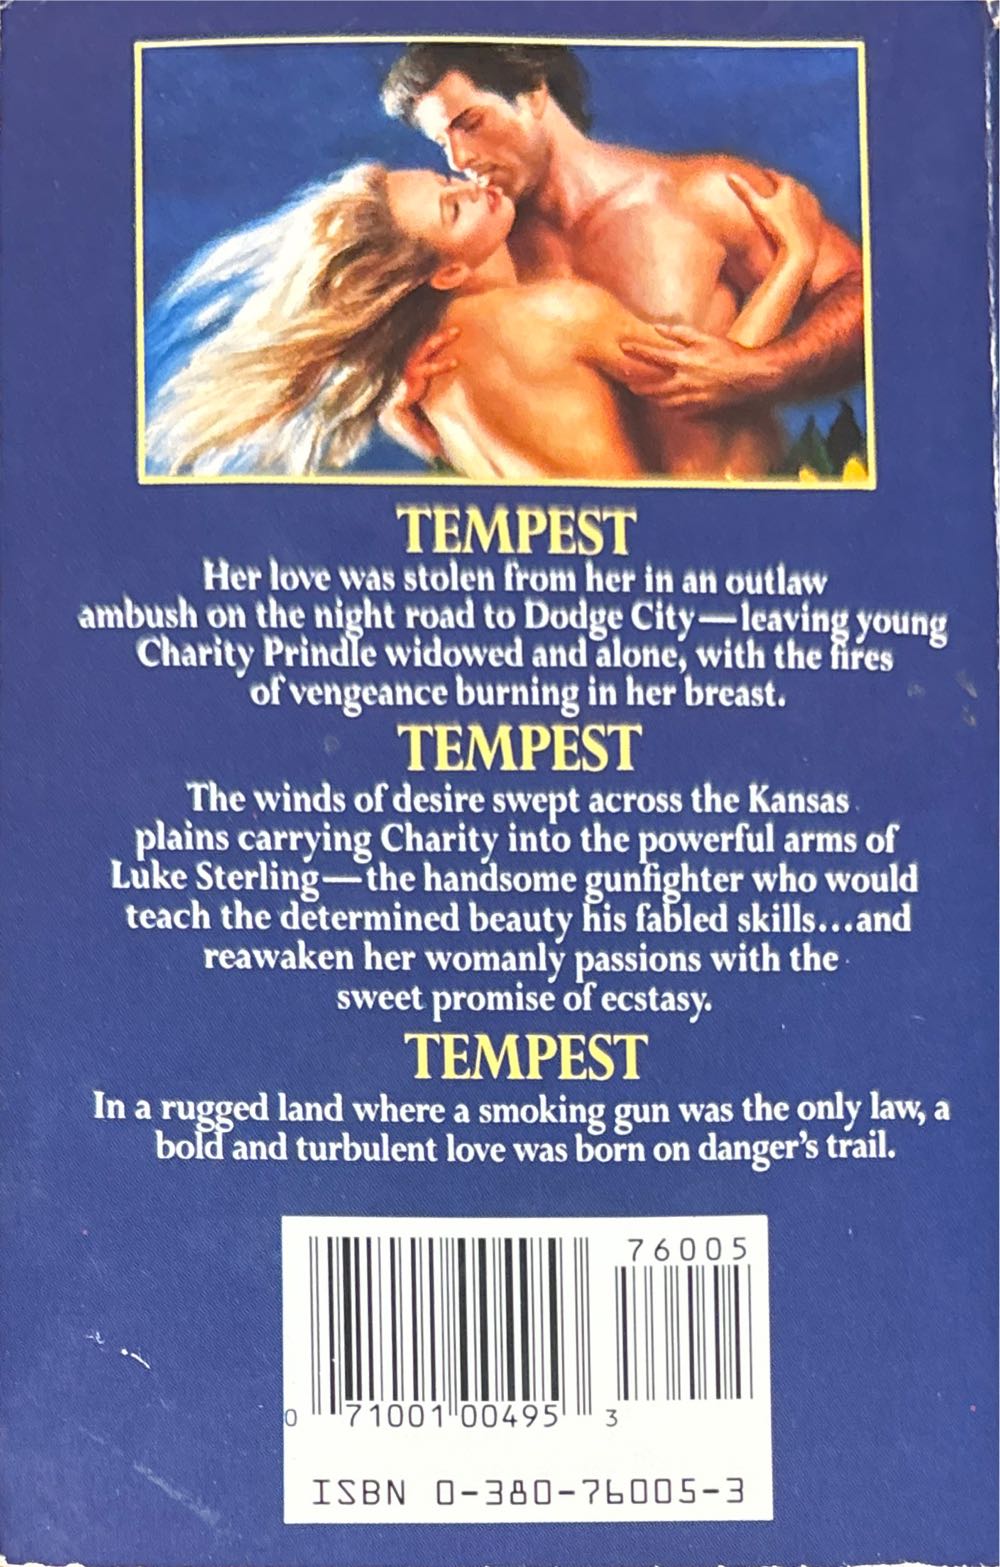 TEMPEST
Her love was stolen from her in an outlaw
ambush on the night road to Dodge City—leaving young
Charity Prindle widowed and alone, with the fires
of vengeance burning in her breast.
TEMPEST
The winds of desire swept across the Kansas
plains carrying Charity into the powerful arms of
Luke Sterling—the handsome gunfighter who would
teach the determined beauty his fabled skills...and
reawaken her womanly passions with the
sweet promise of ecstasy.
TEMPEST
In a rugged land where a smoking gun was the only law, a
bold and turbulent love was born on danger's trail.
76005
0 71001 00495 3
ISBN 0-380-76005-3